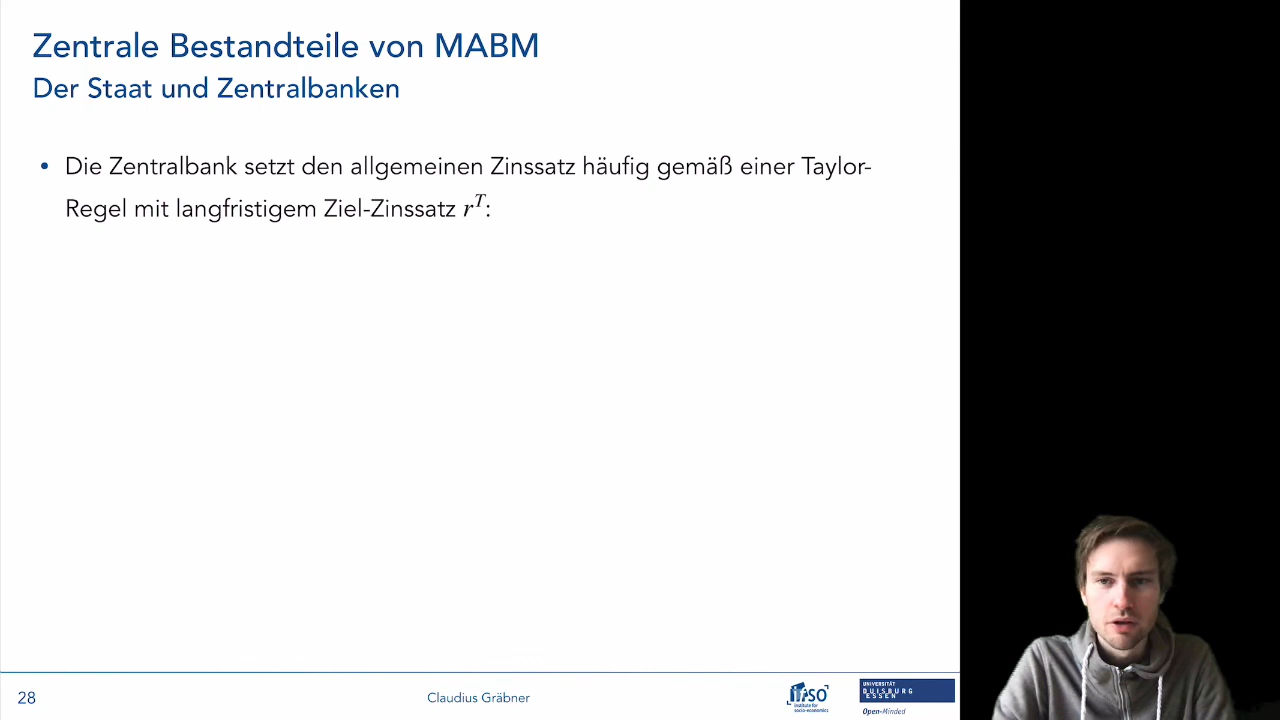 Zentrale Bestandteile von MABM
Der Staat und Zentralbanken
• Die Zentralbank setzt den allgemeinen Zinssatz häufig gemäß einer Taylor-
Regel mit langfristigem Ziel-Zinssatz r^T:
28
Claudius Gräbner
ifso
institute for
socio-economics
UNIVERSITÄT
DUISBURG
ESSEN
Open-Minded